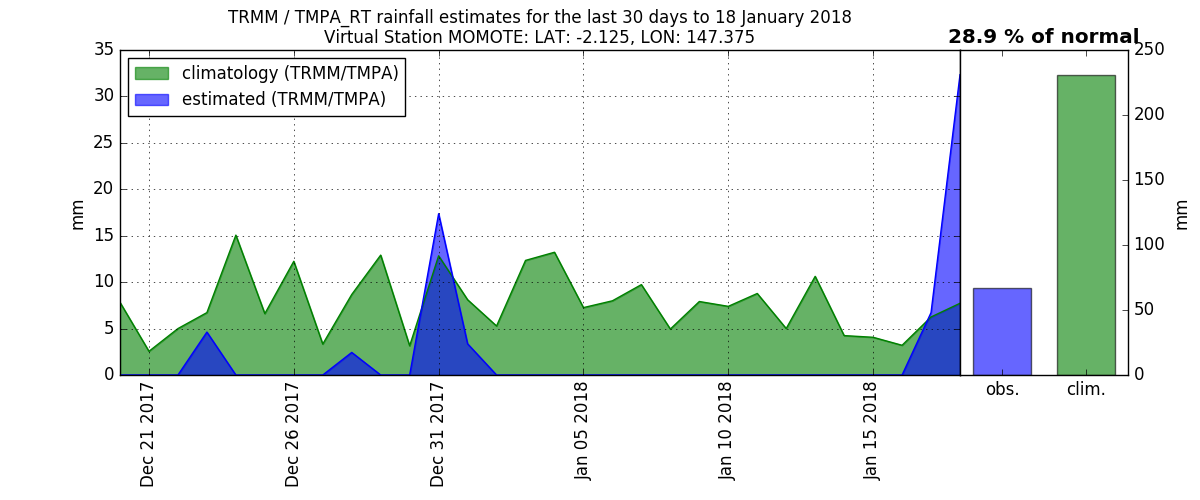 TRMM / TMPA_RT rainfall estimates for the last 30 days to 18 January 2018
Virtual Station MOMOTE: LAT: -2.125, LON: 147.375
28.9 % of normal
climatology (TRMM/TMPA)
estimated (TRMM/TMPA)
35
30
25
20
15
10
5
0
mm
Dec 21 2017
Dec 26 2017
Dec 31 2017
Jan 05 2018
Jan 10 2018
Jan 15 2018
obs.
clim.
250
200
150
100
50
0
mm